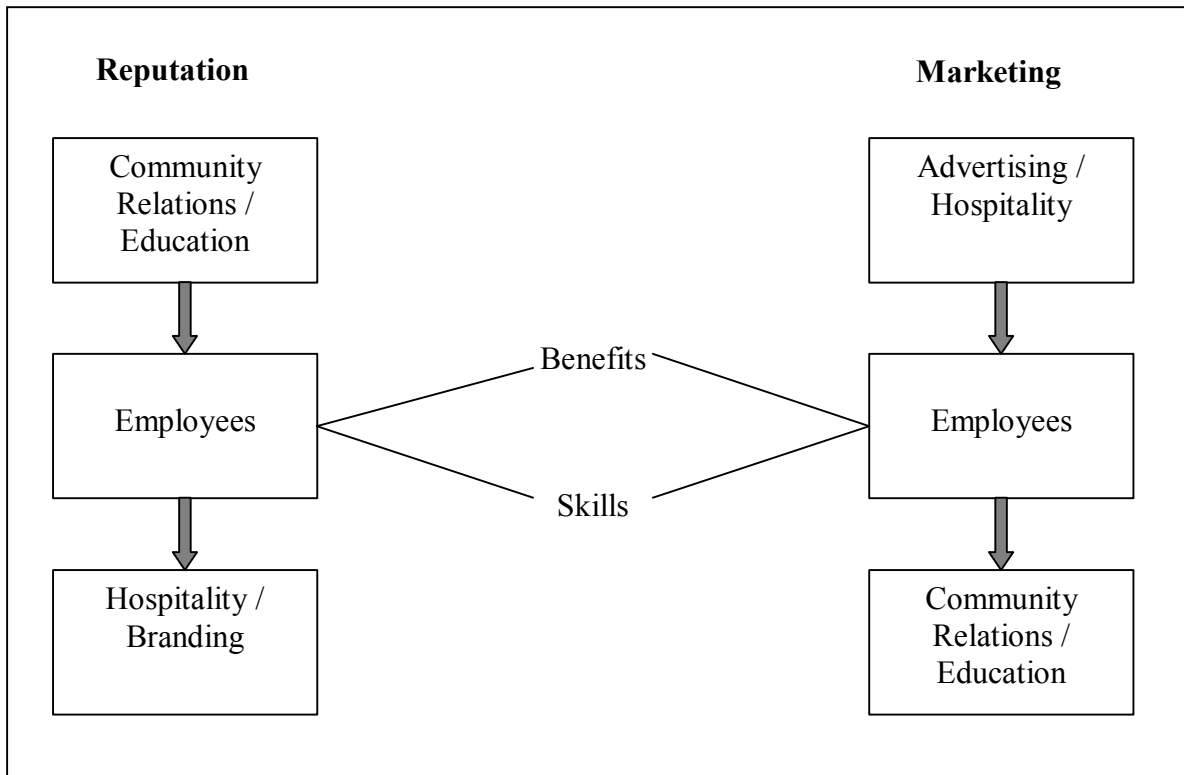 Reputation
Marketing
Community
Relations /
Education
Advertising /
Hospitality
Benefits
Employees
Employees
Skills
Hospitality /
Branding
Community
Relations /
Education